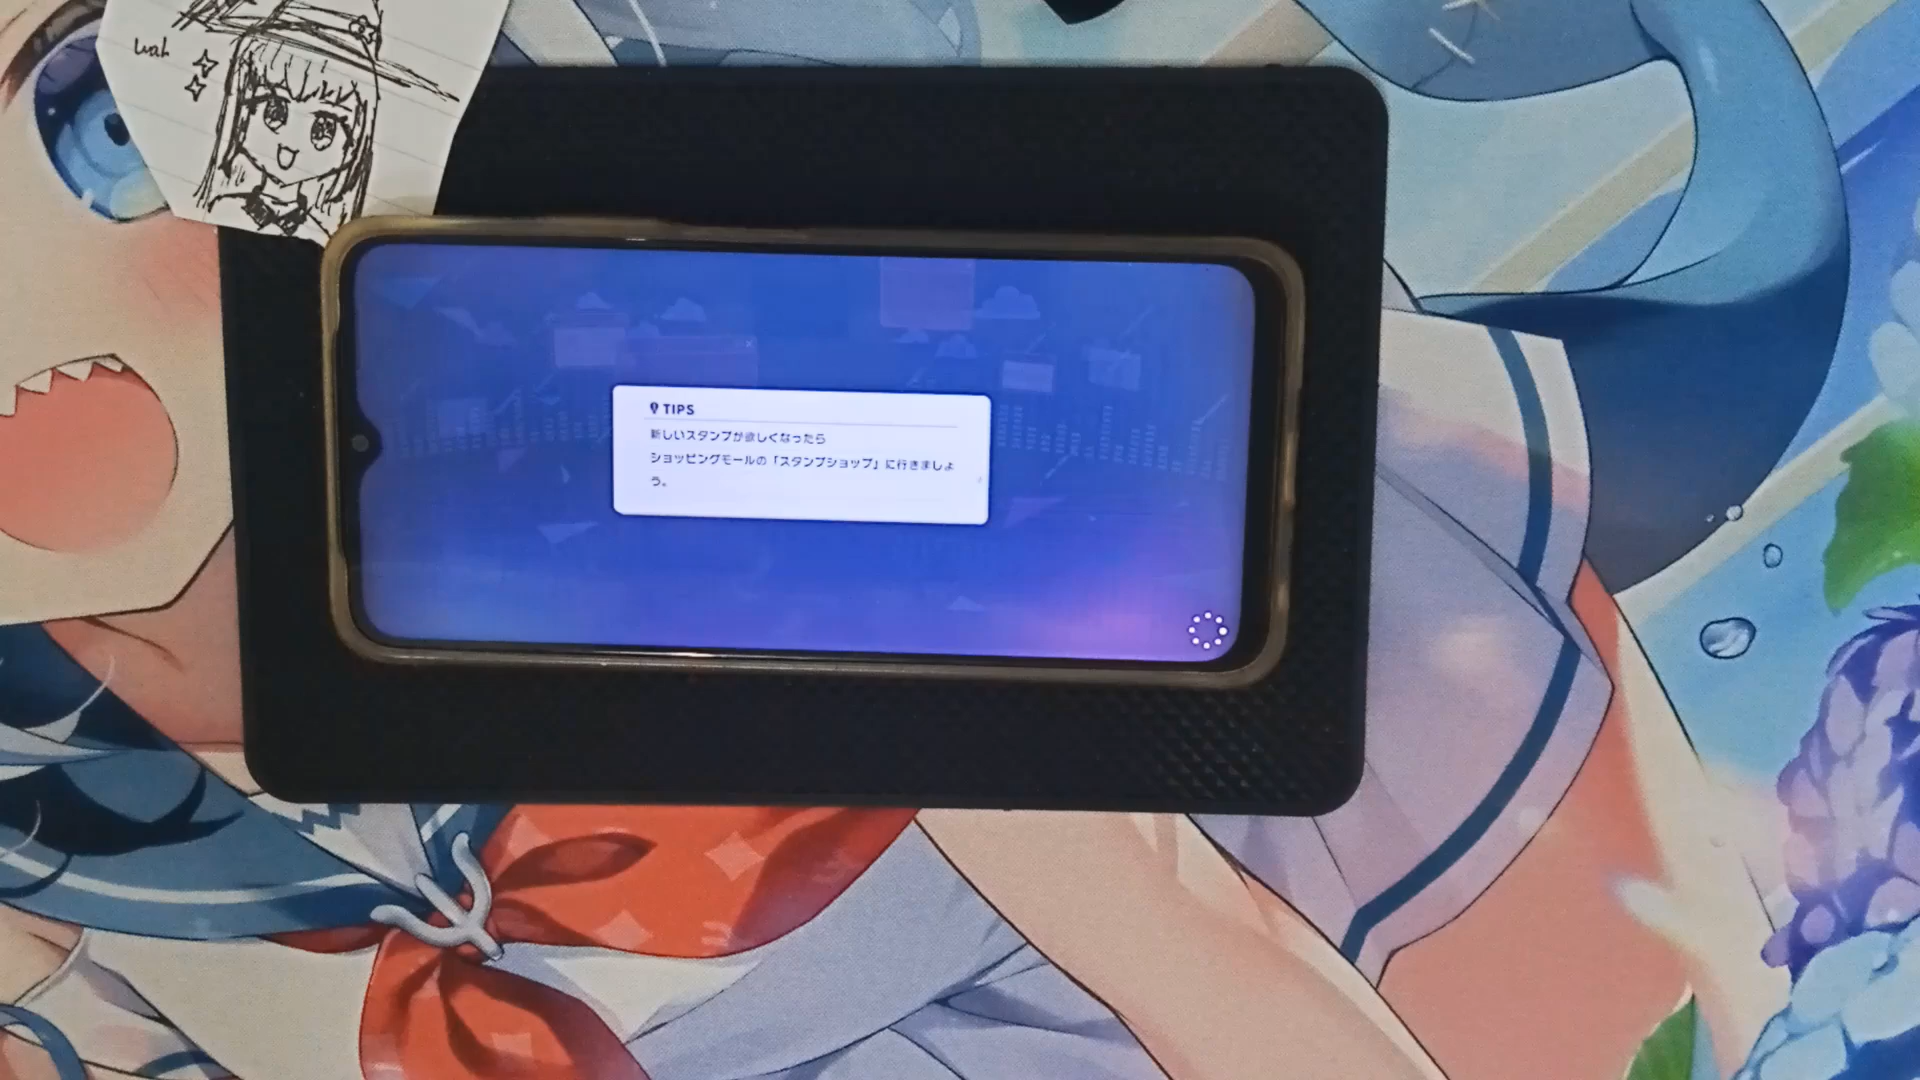 wah
TIPS
新しいスタンプが欲しくなったら
ショッピングモールの「スタンプショップ」に行きましょ
う。